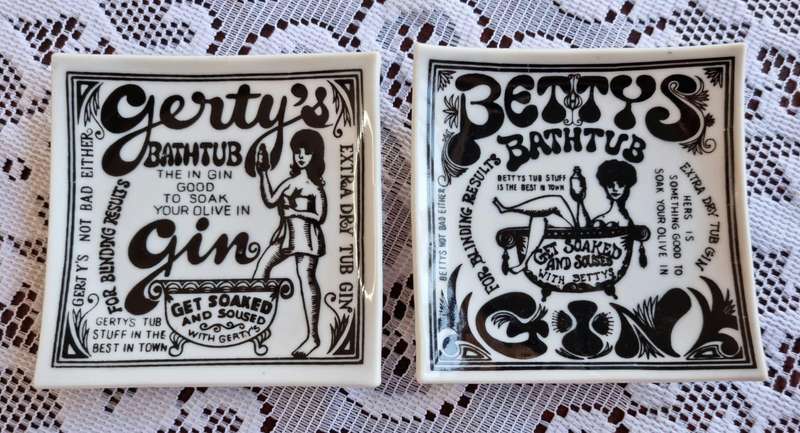 Gerty's
BATHTUB
THE IN GIN
GOOD
TO SOAK
YOUR OLIVE IN
Gin
GERTY'S NOT BAD EITHER
FOR BLINDING RESULTS
EXTRA DRY TUB GIN
GERTYS TUB
STUFF IN THE
BEST IN TOWN
GET SOAKED
AND SOUSED
WITH GERTY'S
BETTYS
BATHTUB
BETTYS TUB STUFF
IS THE BEST IN TOWN
BETTYS NOT BAD EITHER
FOR BLINDING RESULTS
EXTRA DRY TUB GIN
HERS IS
SOMETHING GOOD TO
SOAK YOUR OLIVE IN
GET SOAKED
AND SOUSED
WITH BETTYS
GIN